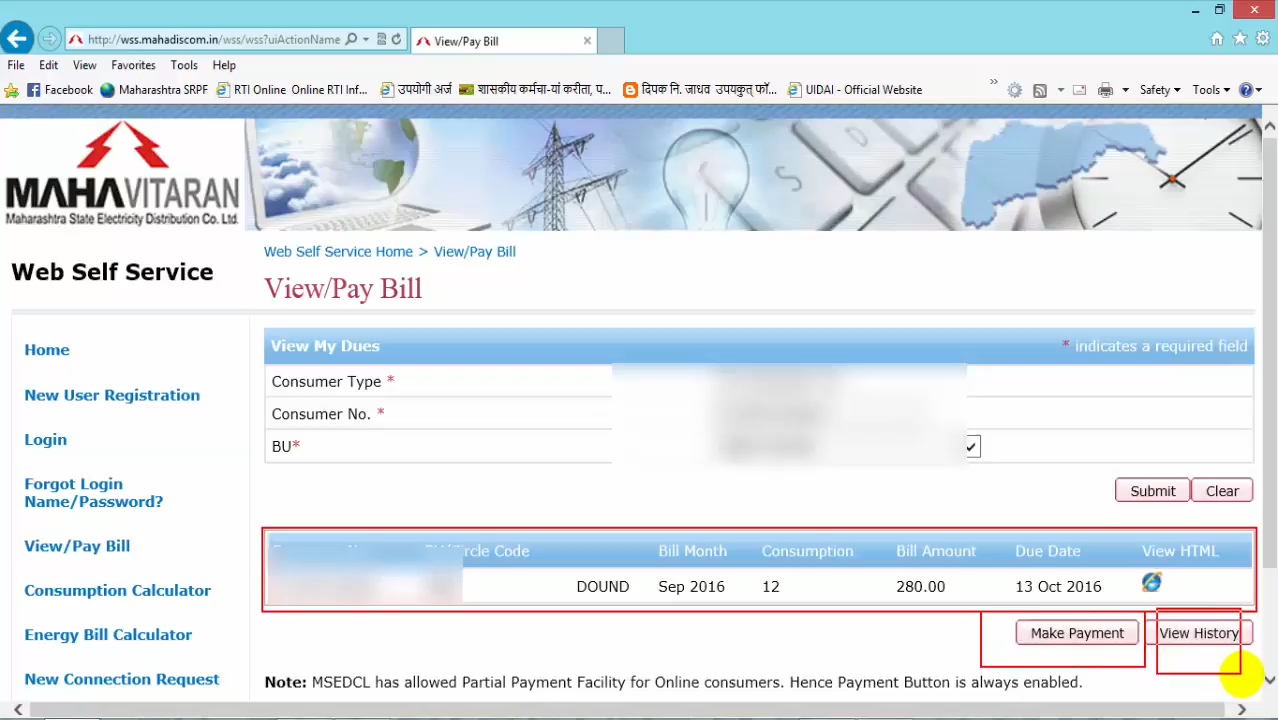 http://wss.mahadiscom.in/wss/wss?uiActionName
View/Pay Bill
File Edit View Favorites Tools Help
Facebook Maharashtra SRPF RTI Online Online RTI Inf... उपयोगी अर्ज शासकीय कर्मचा-यां करीता, प... दिपक नि. जाधव. उपयकुत् फॉ... UIDAI - Official Website Safety Tools
MAHAVITARAN
Maharashtra State Electricity Distribution Co. Ltd.
Web Self Service Home > View/Pay Bill
Web Self Service
View/Pay Bill
Home
New User Registration
Login
Forgot Login
Name/Password?
View/Pay Bill
Consumption Calculator
Energy Bill Calculator
New Connection Request
View My Dues * indicates a required field
Consumer Type *
Consumer No. *
BU*
Submit Clear
Circle Code Bill Month Consumption Bill Amount Due Date View HTML
DOUND Sep 2016 12 280.00 13 Oct 2016
Make Payment View History
Note: MSEDCL has allowed Partial Payment Facility for Online consumers. Hence Payment Button is always enabled.